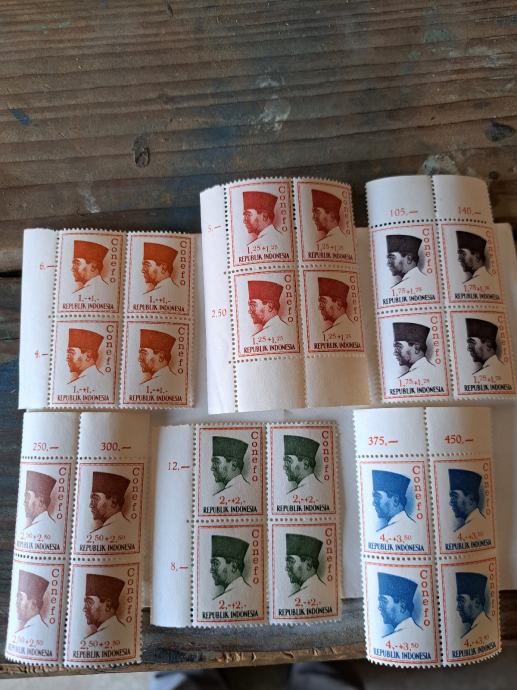 6.—
Conefo
Conefo
1.-+1,-
1.-+1,-
REPUBLIK INDONESIA
REPUBLIK INDONESIA
4.—
Conefo
Conefo
1.-+1,-
1.-+1,-
REPUBLIK INDONESIA
REPUBLIK INDONESIA
5.—
Conefo
Conefo
1,25+1,25
1,25+1,25
REPUBLIK INDONESIA
REPUBLIK INDONESIA
2.50
Conefo
Conefo
1,25+1,25
1,25+1,25
REPUBLIK INDONESIA
REPUBLIK INDONESIA
105,—
140,—
Conefo
Conefo
1,75+1,75
1,75+1,75
REPUBLIK INDONESIA
REPUBLIK INDONESIA
Conefo
Conefo
1,75+1,75
1,75+1,75
REPUBLIK INDONESIA
REPUBLIK INDONESIA
250,—
300,—
Conefo
Conefo
2,50+2,50
2,50+2,50
REPUBLIK INDONESIA
REPUBLIK INDONESIA
Conefo
Conefo
2,50+2,50
2,50+2,50
REPUBLIK INDONESIA
REPUBLIK INDONESIA
12.—
Conefo
Conefo
2,-+2,-
2,-+2,-
REPUBLIK INDONESIA
REPUBLIK INDONESIA
8.—
Conefo
Conefo
2,-+2,-
2,-+2,-
REPUBLIK INDONESIA
REPUBLIK INDONESIA
375,—
450,—
Conefo
Conefo
4,-+3,50
4,-+3,50
REPUBLIK INDONESIA
REPUBLIK INDONESIA
Conefo
Conefo
4,-+3,50
4,-+3,50
REPUBLIK INDONESIA
REPUBLIK INDONESIA